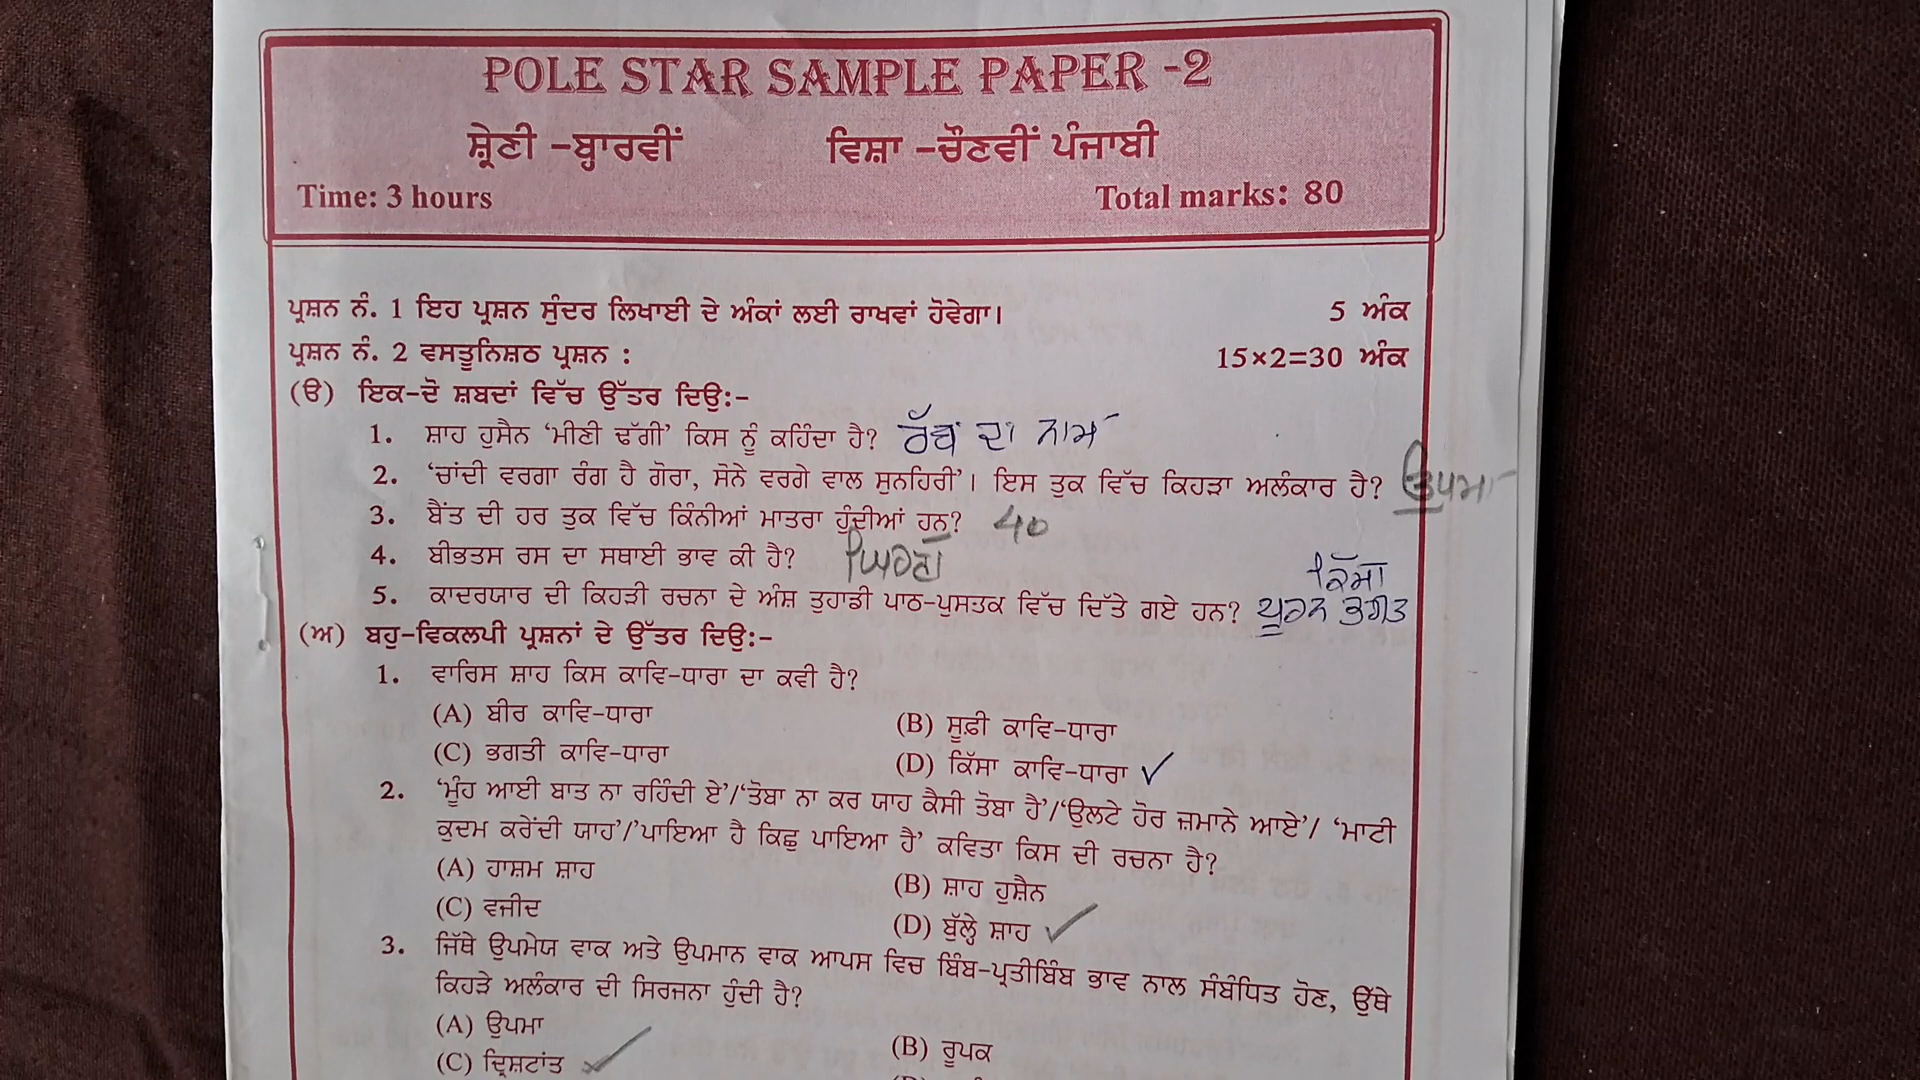 POLE STAR SAMPLE PAPER -2
ਸ਼੍ਰੇਣੀ -ਬ੍ਹਾਰਵੀਂ ਵਿਸ਼ਾ -ਚੌਣਵੀਂ ਪੰਜਾਬੀ
Time: 3 hours Total marks: 80
ਪ੍ਰਸ਼ਨ ਨੰ. 1 ਇਹ ਪ੍ਰਸ਼ਨ ਸੁੰਦਰ ਲਿਖਾਈ ਦੇ ਅੰਕਾਂ ਲਈ ਰਾਖਵਾਂ ਹੋਵੇਗਾ। 5 ਅੰਕ
ਪ੍ਰਸ਼ਨ ਨੰ. 2 ਵਸਤੂਨਿਸ਼ਠ ਪ੍ਰਸ਼ਨ : 15×2=30 ਅੰਕ
(ੳ) ਇਕ-ਦੋ ਸ਼ਬਦਾਂ ਵਿੱਚ ਉੱਤਰ ਦਿਉ:-
1. ਸ਼ਾਹ ਹੁਸੈਨ 'ਮੀਣੀ ਢੱਗੀ' ਕਿਸ ਨੂੰ ਕਹਿੰਦਾ ਹੈ? ਰੱਬ ਦਾ ਨਾਮ
2. 'ਚਾਂਦੀ ਵਰਗਾ ਰੰਗ ਹੈ ਗੋਰਾ, ਸੋਨੇ ਵਰਗੇ ਵਾਲ ਸੁਨਹਿਰੀ'। ਇਸ ਤੁਕ ਵਿੱਚ ਕਿਹੜਾ ਅਲੰਕਾਰ ਹੈ? ਉਪਮਾ
3. ਬੈਂਤ ਦੀ ਹਰ ਤੁਕ ਵਿੱਚ ਕਿੰਨੀਆਂ ਮਾਤਰਾ ਹੁੰਦੀਆਂ ਹਨ? 40
4. ਬੀਭਤਸ ਰਸ ਦਾ ਸਥਾਈ ਭਾਵ ਕੀ ਹੈ?
5. ਕਾਦਰਯਾਰ ਦੀ ਕਿਹੜੀ ਰਚਨਾ ਦੇ ਅੰਸ਼ ਤੁਹਾਡੀ ਪਾਠ-ਪੁਸਤਕ ਵਿੱਚ ਦਿੱਤੇ ਗਏ ਹਨ? ਕਿੱਸਾ ਪੂਰਨ ਭਗਤ
(ਅ) ਬਹੁ-ਵਿਕਲਪੀ ਪ੍ਰਸ਼ਨਾਂ ਦੇ ਉੱਤਰ ਦਿਉ:-
1. ਵਾਰਿਸ ਸ਼ਾਹ ਕਿਸ ਕਾਵਿ-ਧਾਰਾ ਦਾ ਕਵੀ ਹੈ?
(A) ਬੀਰ ਕਾਵਿ-ਧਾਰਾ (B) ਸੂਫ਼ੀ ਕਾਵਿ-ਧਾਰਾ
(C) ਭਗਤੀ ਕਾਵਿ-ਧਾਰਾ (D) ਕਿੱਸਾ ਕਾਵਿ-ਧਾਰਾ ✓
2. 'ਮੂੰਹ ਆਈ ਬਾਤ ਨਾ ਰਹਿੰਦੀ ਏ'/'ਤੋਬਾ ਨਾ ਕਰ ਯਾਹ ਕੈਸੀ ਤੋਬਾ ਹੈ'/'ਉਲਟੇ ਹੋਰ ਜ਼ਮਾਨੇ ਆਏ'/ 'ਮਾਟੀ
ਕੁਦਮ ਕਰੇਂਦੀ ਯਾਹ'/'ਪਾਇਆ ਹੈ ਕਿਛੁ ਪਾਇਆ ਹੈ' ਕਵਿਤਾ ਕਿਸ ਦੀ ਰਚਨਾ ਹੈ?
(A) ਹਾਸ਼ਮ ਸ਼ਾਹ (B) ਸ਼ਾਹ ਹੁਸ਼ੈਨ
(C) ਵਜੀਦ (D) ਬੁੱਲ੍ਹੇ ਸ਼ਾਹ ✓
3. ਜਿੱਥੇ ਉਪਮੇਯ ਵਾਕ ਅਤੇ ਉਪਮਾਨ ਵਾਕ ਆਪਸ ਵਿਚ ਬਿੰਬ-ਪ੍ਰਤੀਬਿੰਬ ਭਾਵ ਨਾਲ ਸੰਬੰਧਿਤ ਹੋਣ, ਉੱਥੇ
ਕਿਹੜੇ ਅਲੰਕਾਰ ਦੀ ਸਿਰਜਨਾ ਹੁੰਦੀ ਹੈ?
(A) ਉਪਮਾ (B) ਰੂਪਕ
(C) ਦ੍ਰਿਸ਼ਟਾਂਤ ✓